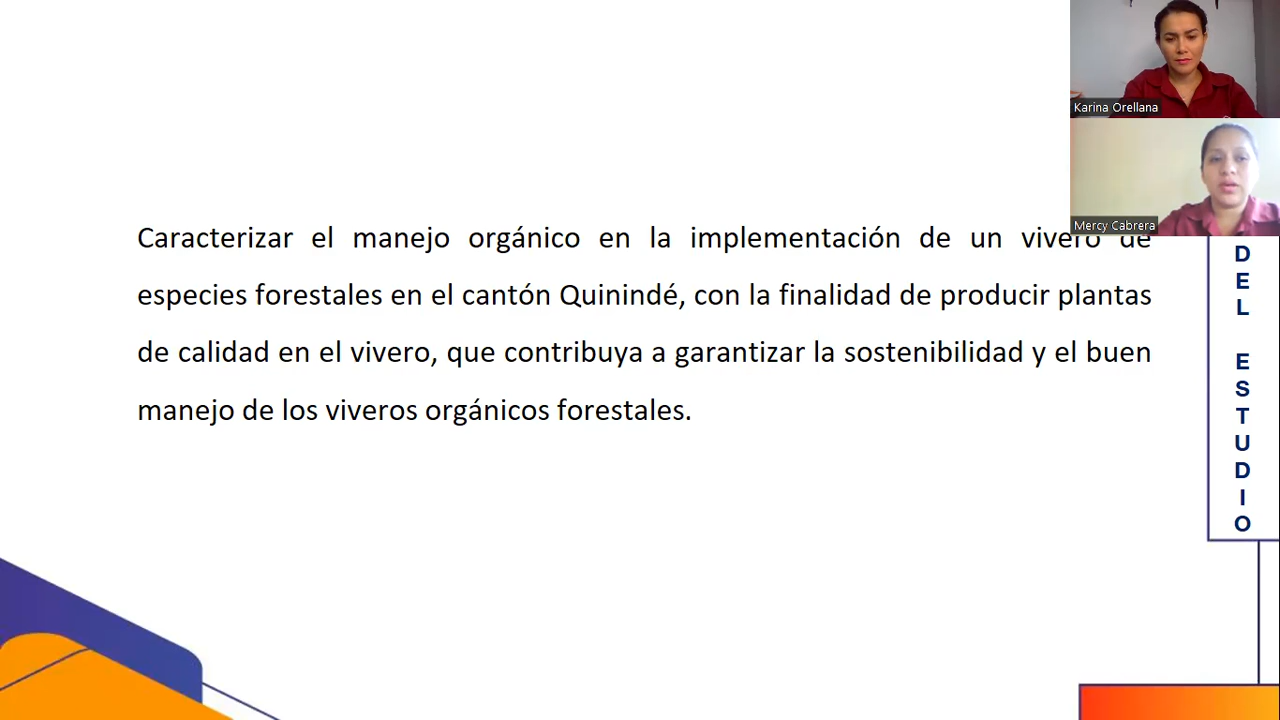 Karina Orellana
Mercy Cabrera
Caracterizar el manejo orgánico en la implementación de un vivero de
especies forestales en el cantón Quinindé, con la finalidad de producir plantas
de calidad en el vivero, que contribuya a garantizar la sostenibilidad y el buen
manejo de los viveros orgánicos forestales.
DEL
ESTUDIO